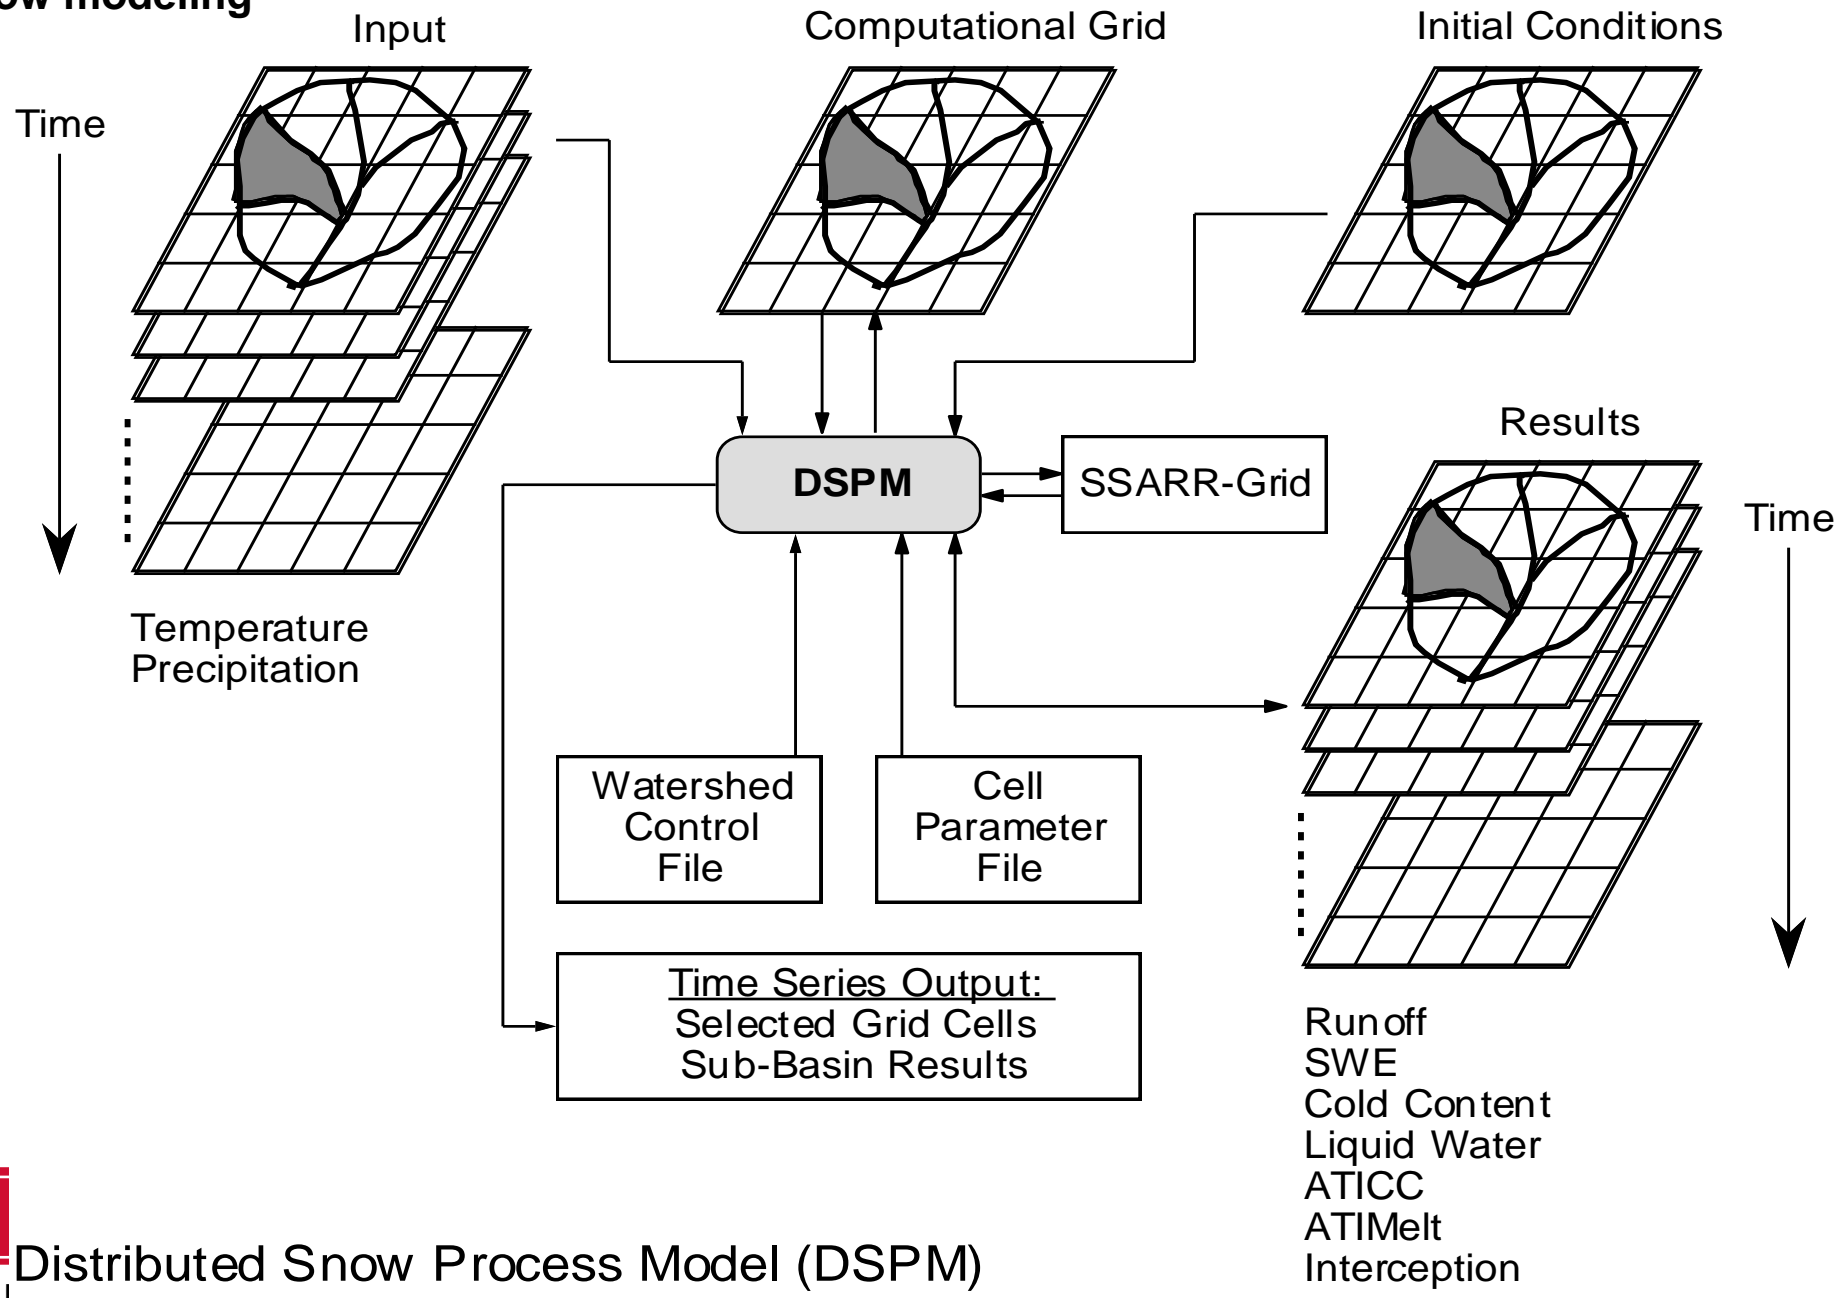 ow modeling
Input
Computational Grid
Initial Conditions
Time
Results
DSPM
SSARR-Grid
Time
Temperature
Precipitation
Watershed
Control
File
Cell
Parameter
File
Time Series Output:
Selected Grid Cells
Sub-Basin Results
Runoff
SWE
Cold Content
Liquid Water
ATICC
ATIMelt
Interception
Distributed Snow Process Model (DSPM)